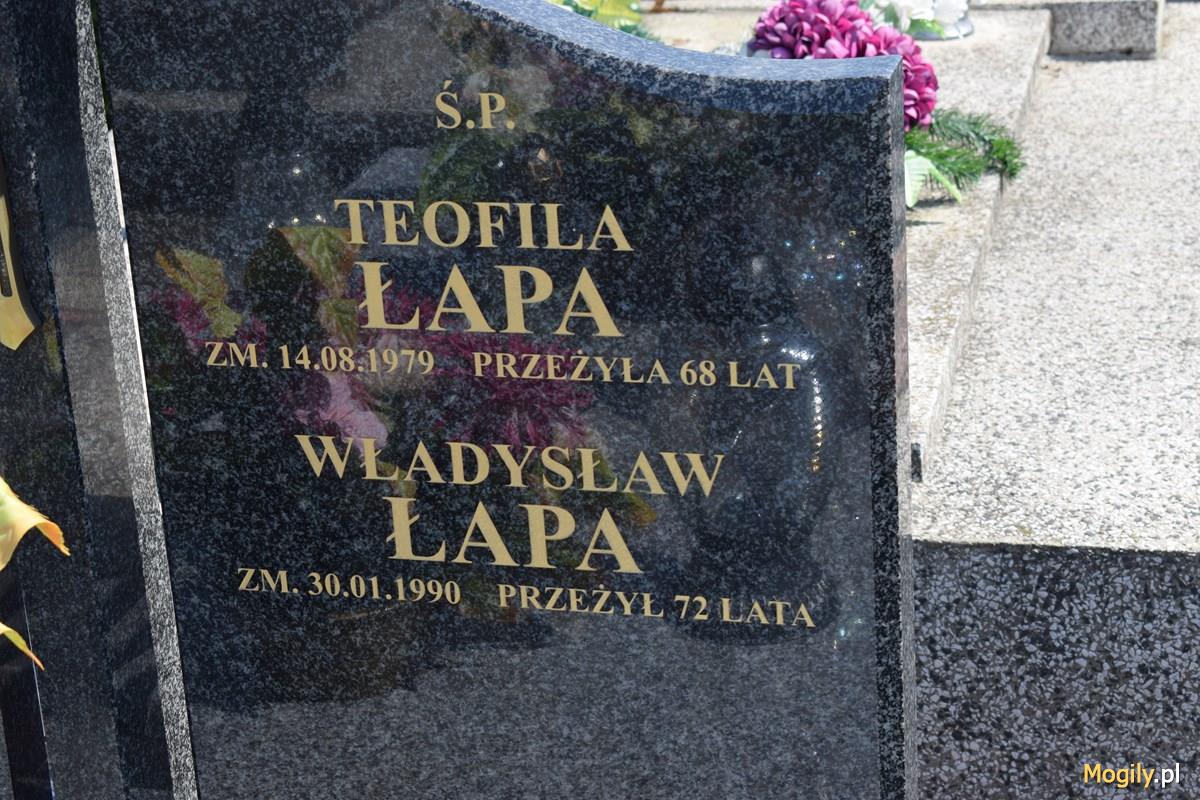 Ś.P.
TEOFILA
ŁAPA
ZM. 14.08.1979 PRZEŻYŁA 68 LAT
WŁADYSŁAW
ŁAPA
ZM. 30.01.1990 PRZEŻYŁ 72 LATA
Mogily.pl